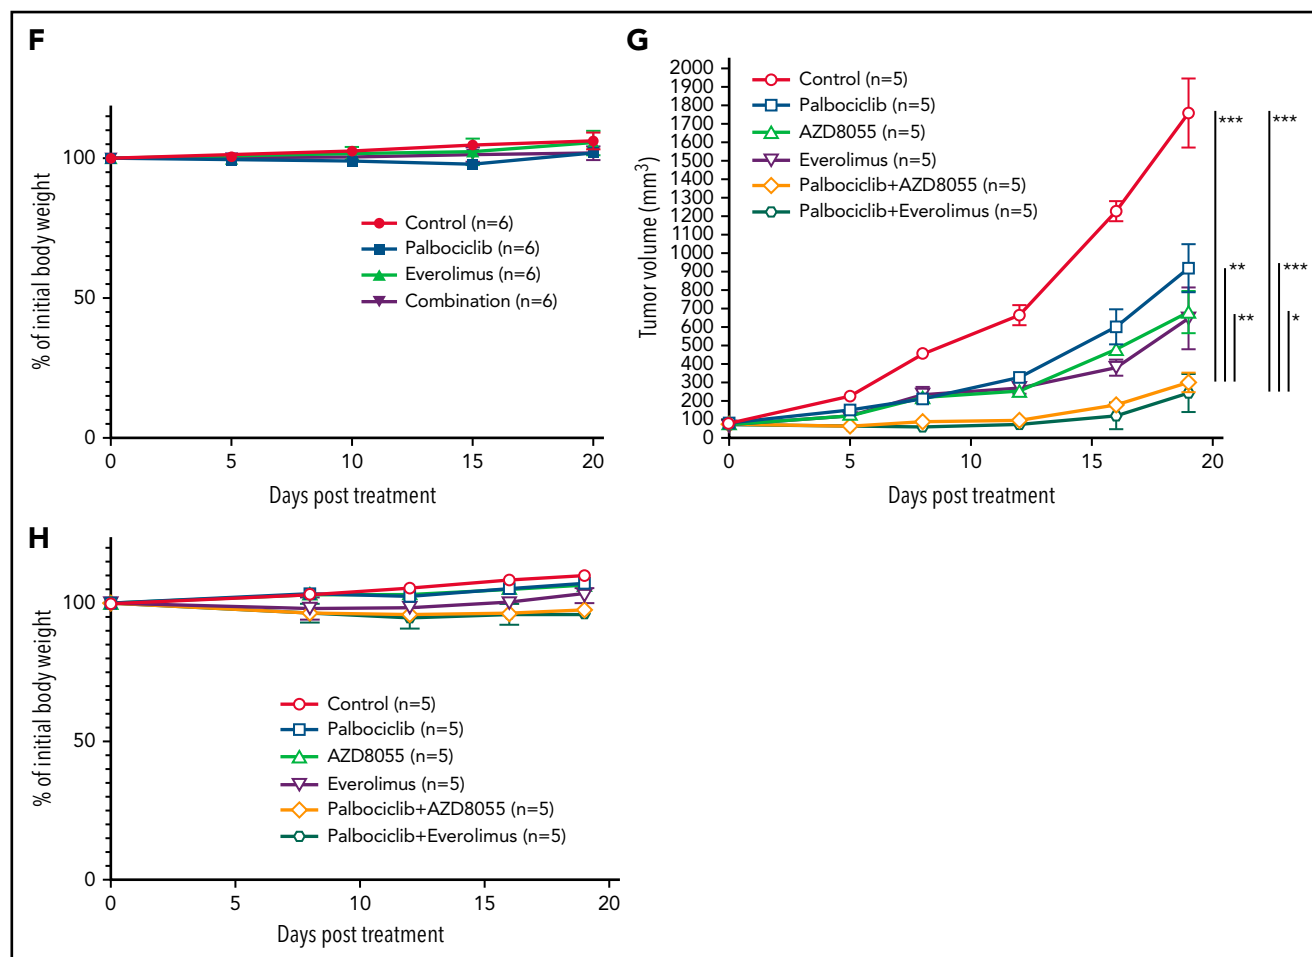 F
% of initial body weight
100
50
0
Control (n=6)
Palbociclib (n=6)
Everolimus (n=6)
Combination (n=6)
0 5 10 15 20
Days post treatment
G
Tumor volume (mm³)
2000
1900
1800
1700
1600
1500
1400
1300
1200
1100
1000
900
800
700
600
500
400
300
200
100
0
Control (n=5)
Palbociclib (n=5)
AZD8055 (n=5)
Everolimus (n=5)
Palbociclib+AZD8055 (n=5)
Palbociclib+Everolimus (n=5)
*** ***
** ***
** *
0 5 10 15 20
Days post treatment
H
% of initial body weight
100
50
0
Control (n=5)
Palbociclib (n=5)
AZD8055 (n=5)
Everolimus (n=5)
Palbociclib+AZD8055 (n=5)
Palbociclib+Everolimus (n=5)
0 5 10 15 20
Days post treatment